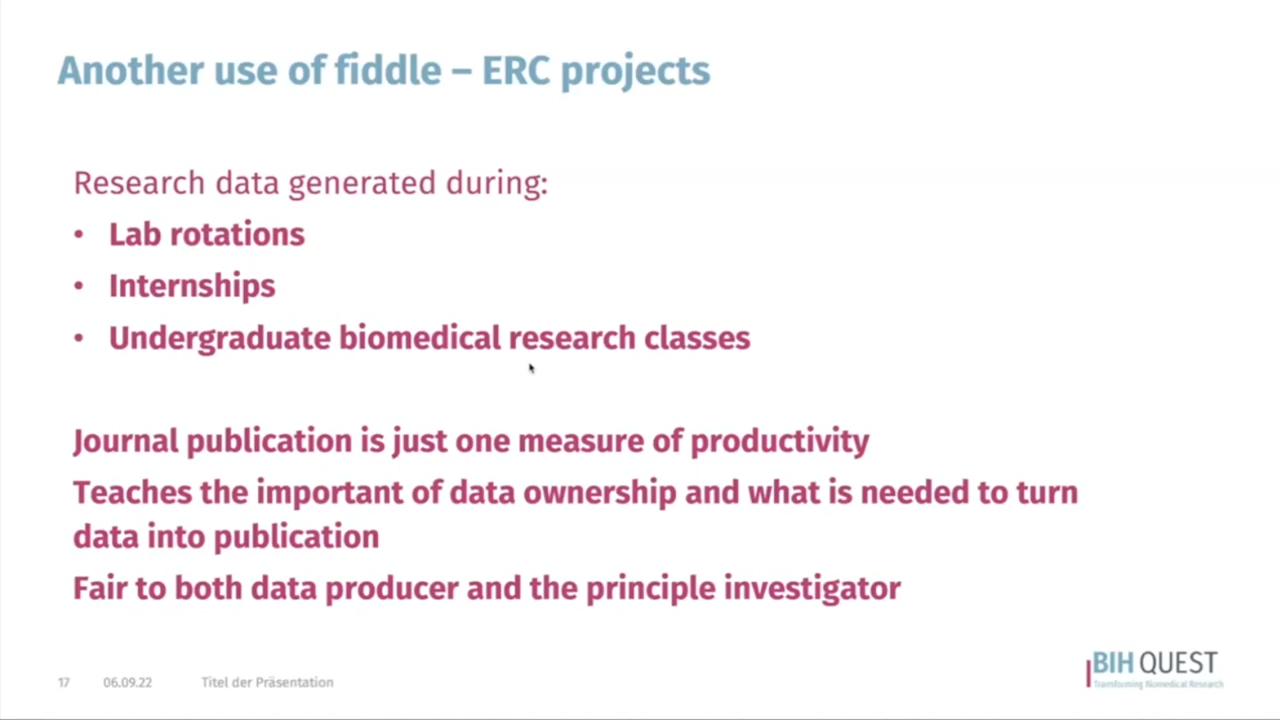 Another use of fiddle – ERC projects
Research data generated during:
• Lab rotations
• Internships
• Undergraduate biomedical research classes
Journal publication is just one measure of productivity
Teaches the important of data ownership and what is needed to turn
data into publication
Fair to both data producer and the principle investigator
17 06.09.22 Titel der Präsentation
BIH QUEST
Transforming Biomedical Research